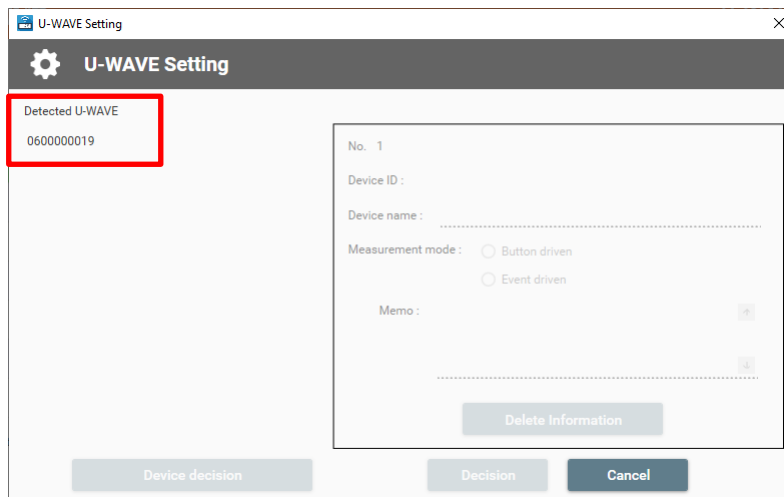 U-WAVE Setting
U-WAVE Setting
Detected U-WAVE
0600000019
No. 1
Device ID :
Device name :
Measurement mode :
Button driven
Event driven
Memo :
Delete Information
Device decision
Decision
Cancel